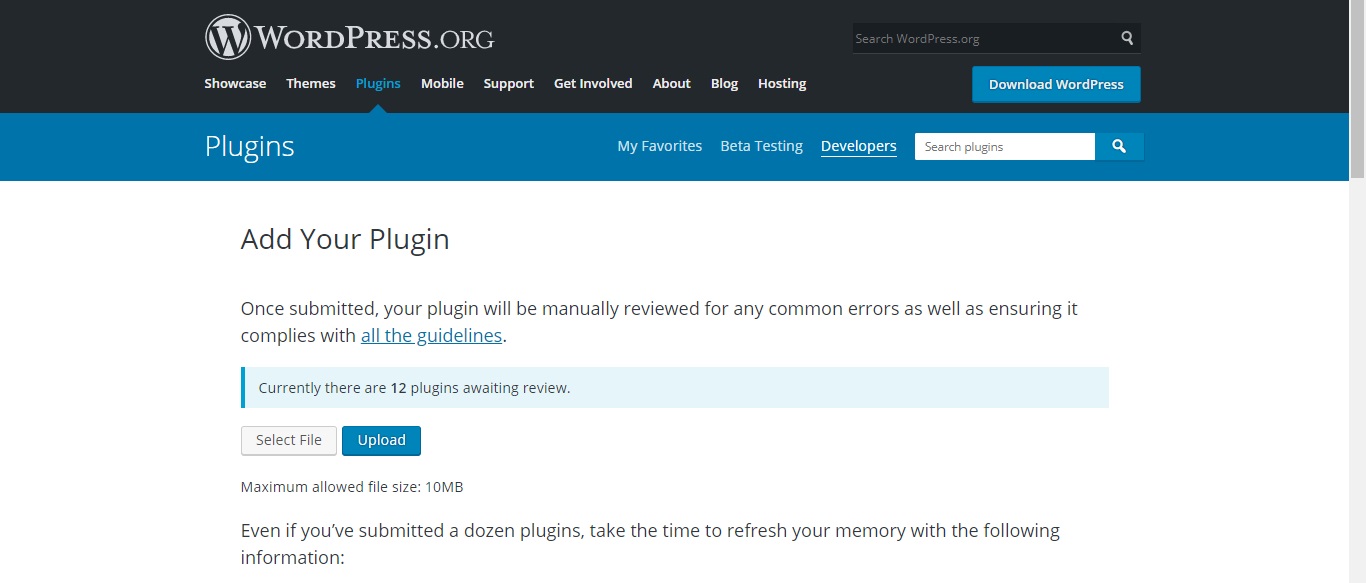 WORDPRESS.ORG
Search WordPress.org
Showcase Themes Plugins Mobile Support Get Involved About Blog Hosting
Download WordPress
Plugins
My Favorites Beta Testing Developers
Search plugins
Add Your Plugin
Once submitted, your plugin will be manually reviewed for any common errors as well as ensuring it
complies with all the guidelines.
Currently there are 12 plugins awaiting review.
Select File Upload
Maximum allowed file size: 10MB
Even if you’ve submitted a dozen plugins, take the time to refresh your memory with the following
information: